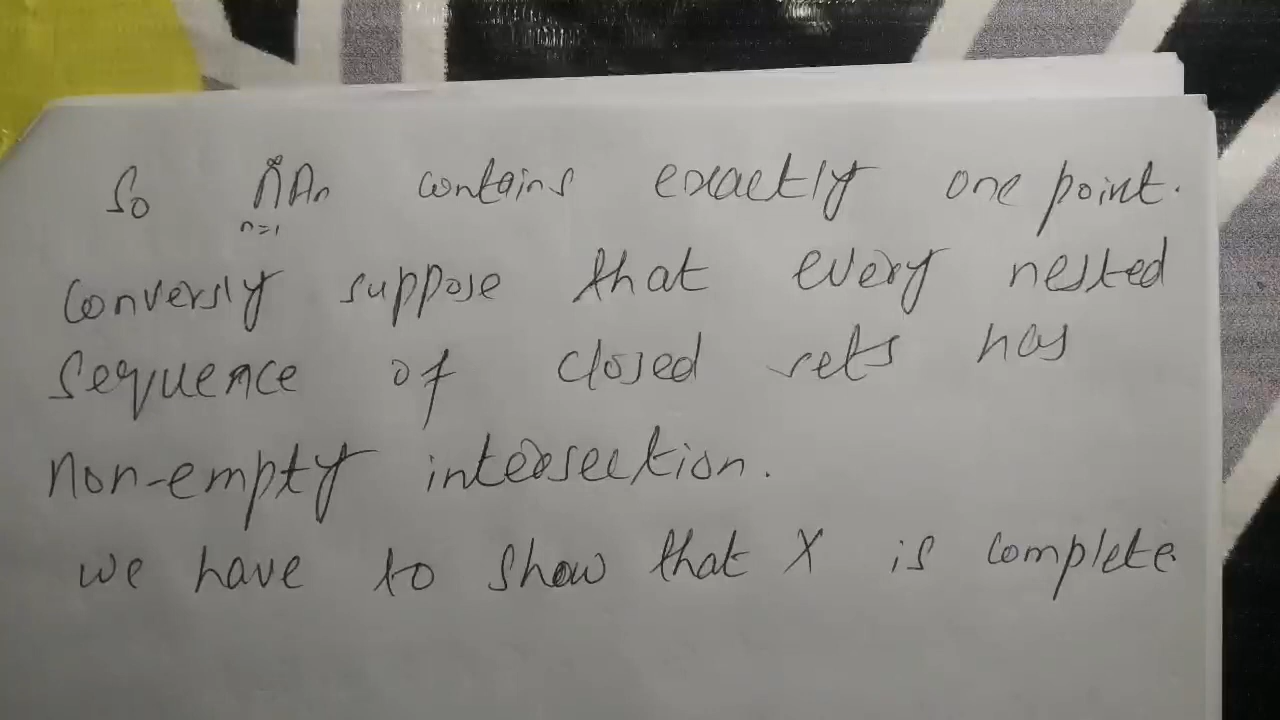 So ∞⋂n=1 An contains exactly one point.
conversly suppose that every nested
sequence of closed sets has
non-empty intersection.
we have to show that X is complete.